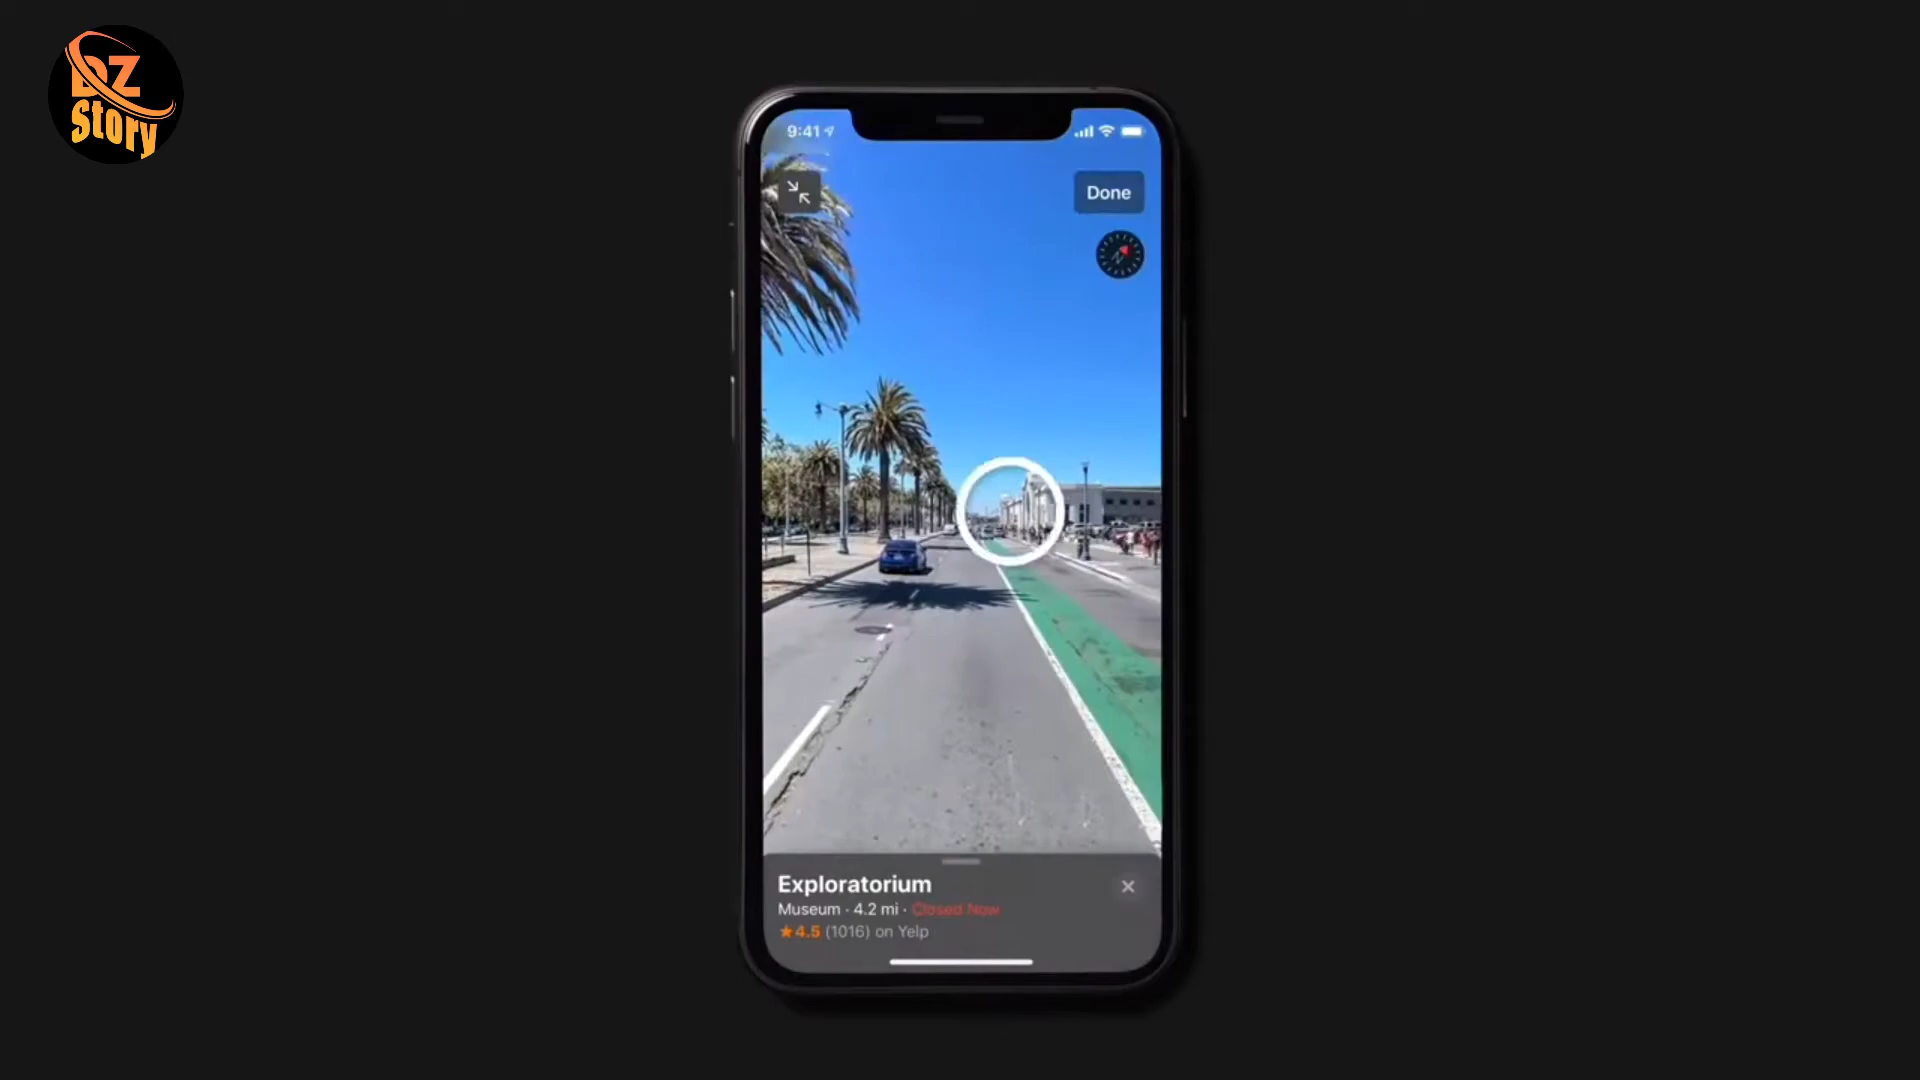 DZ
Story
9:41
Done
N
Exploratorium
Museum · 4.2 mi · Closed Now
★4.5 (1016) on Yelp